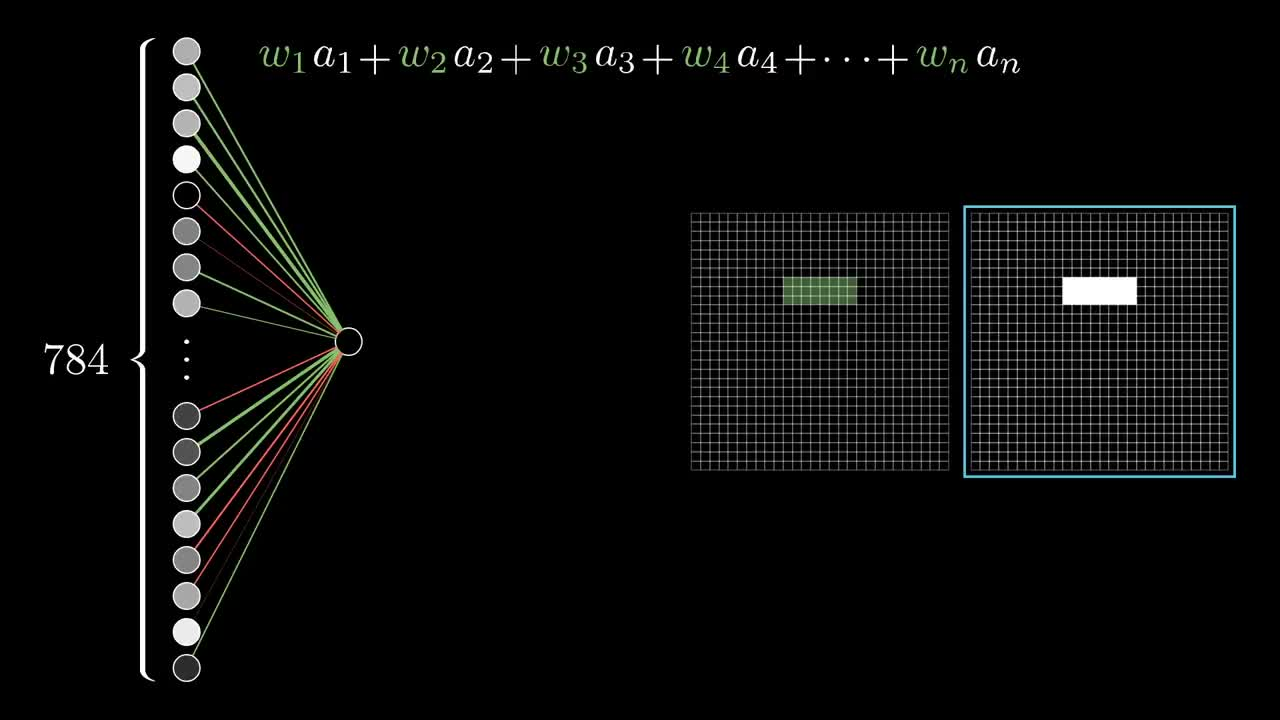 w₁a₁ + w₂a₂ + w₃a₃ + w₄a₄ + ⋯ + wₙaₙ
784